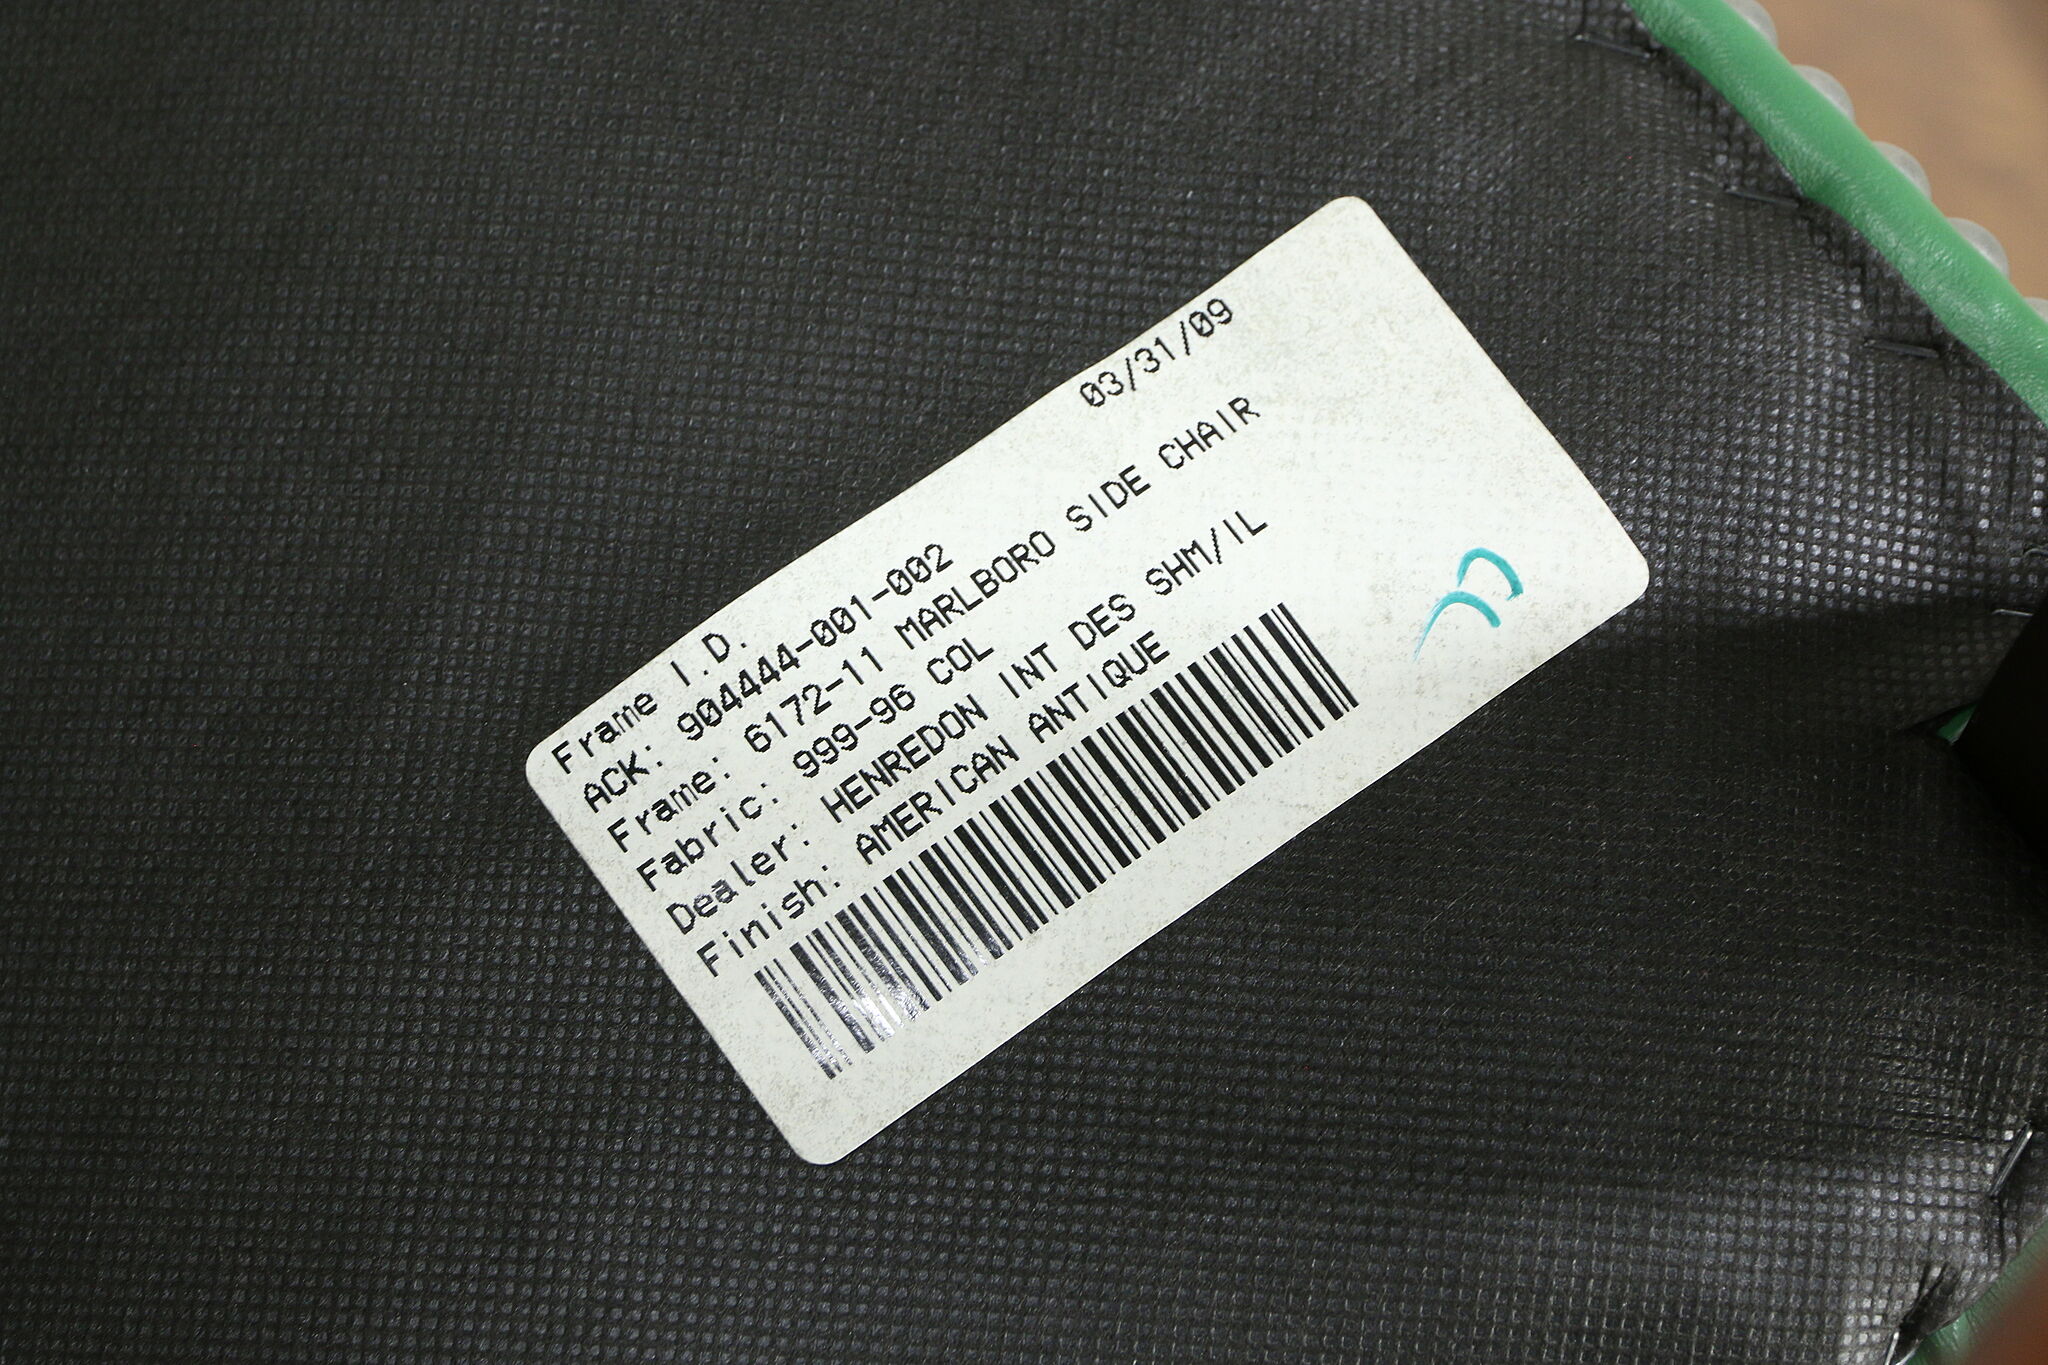 03/31/09
Frame I.D.
ACK: 904444-001-002
Frame: 6172-11 MARLBORO SIDE CHAIR
Fabric: 999-96 COL
Dealer: HENREDON INT DES SHM/IL
Finish: AMERICAN ANTIQUE